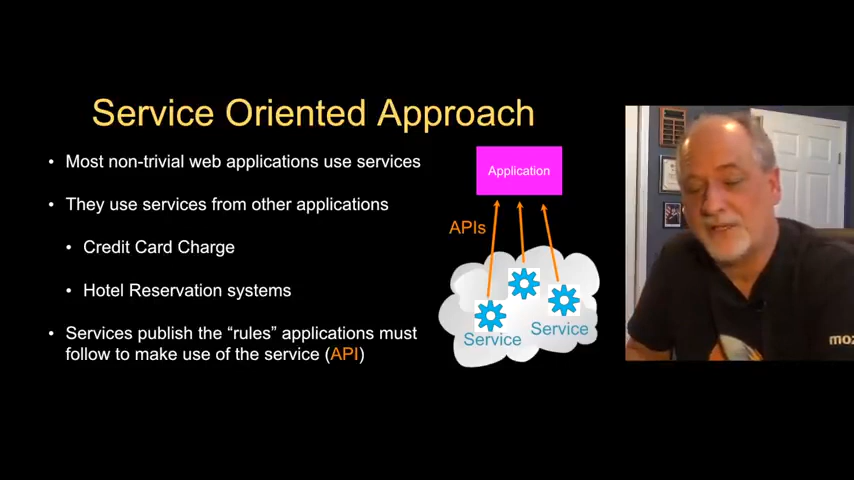 Service Oriented Approach
• Most non-trivial web applications use services
• They use services from other applications
• Credit Card Charge
• Hotel Reservation systems
• Services publish the “rules” applications must
follow to make use of the service (API)
Application
APIs
Service
Service
moz